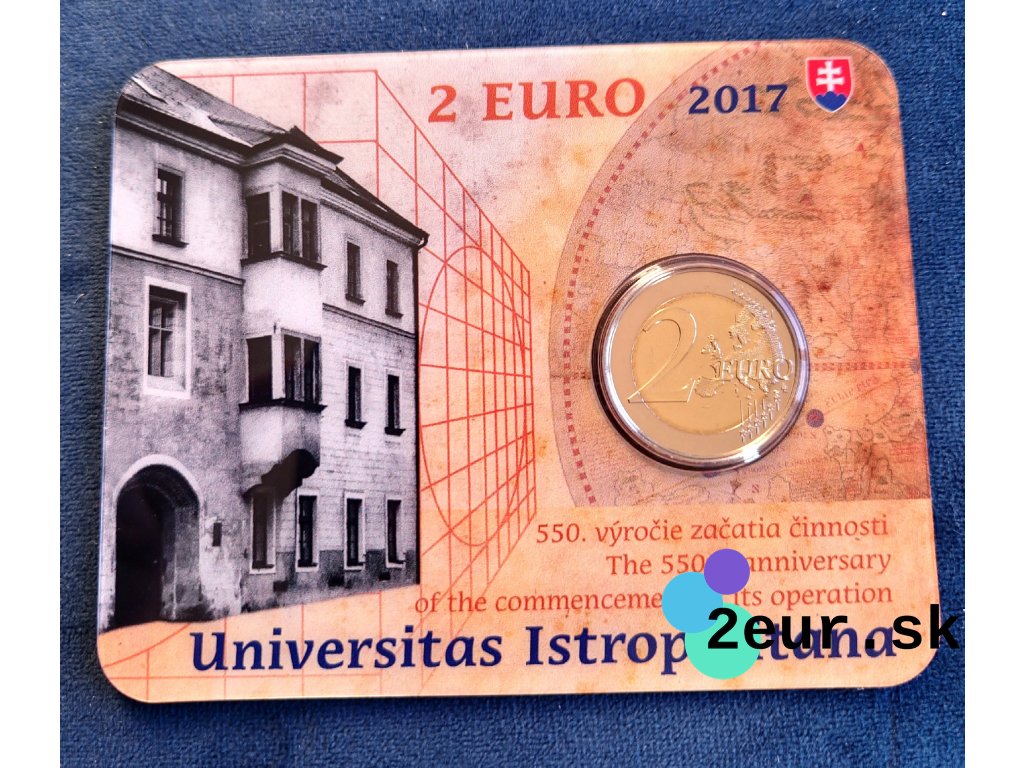 2 EURO 2017
2 EURO
550. výročie začatia činnosti
The 550 anniversary
of the commenceme its operation
Universitas Istrop tana
2eur.sk